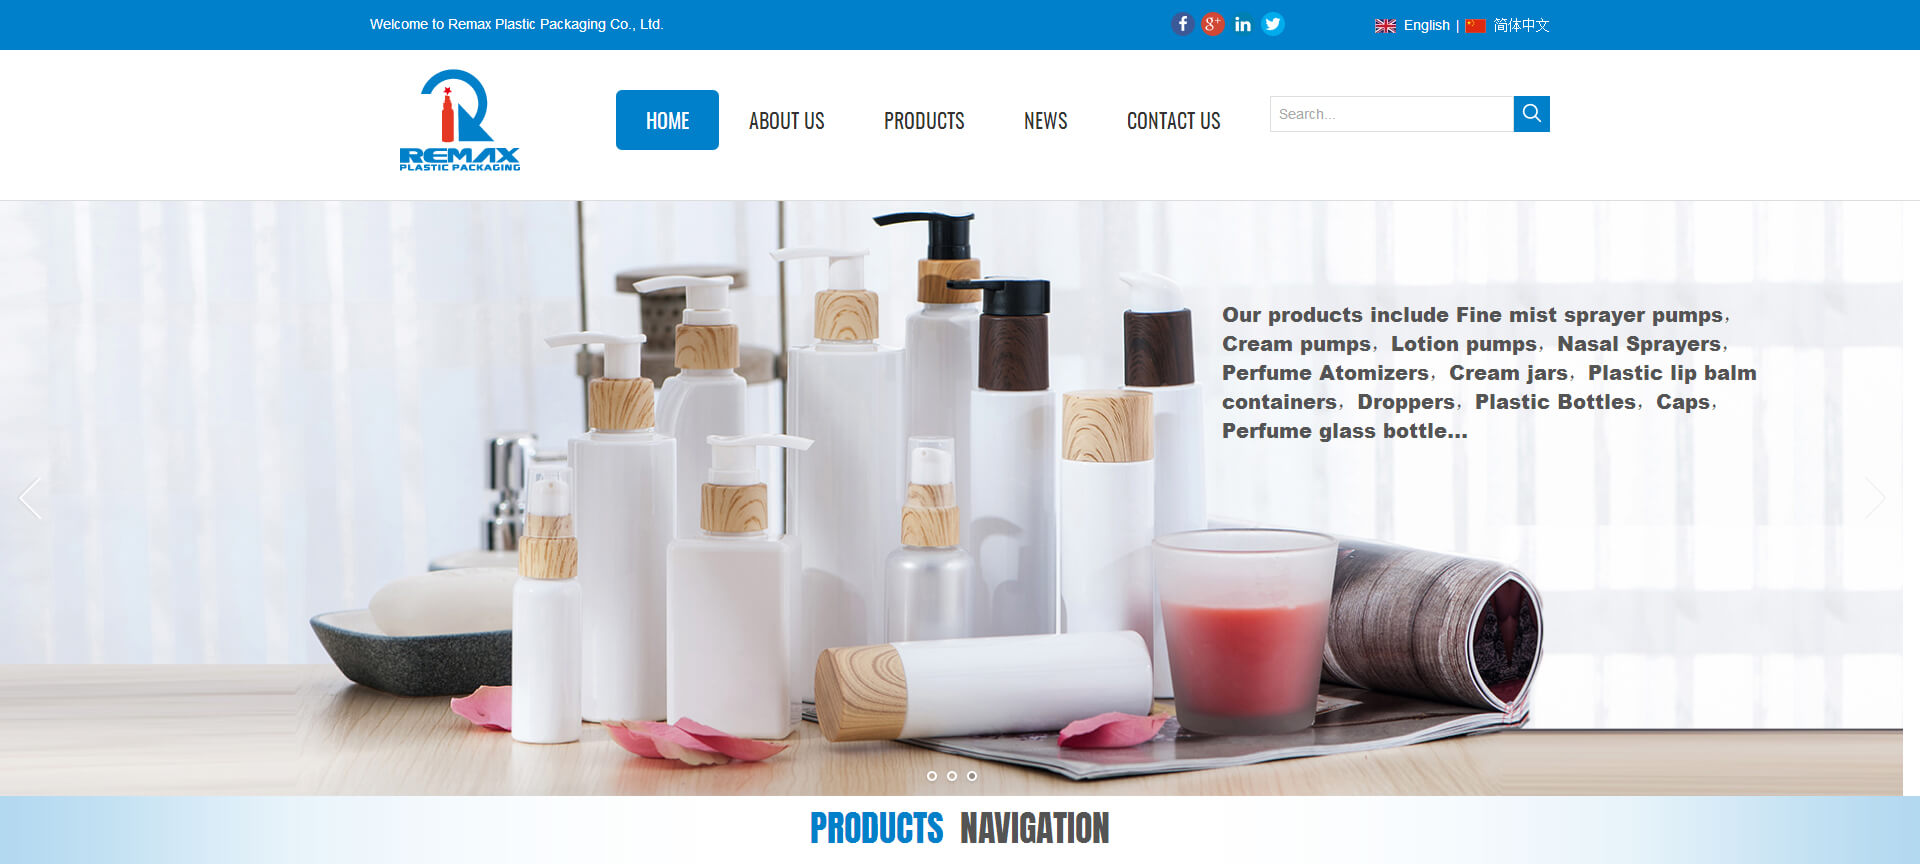 Welcome to Remax Plastic Packaging Co., Ltd.
f g+ in
English | 简体中文
REMAX
PLASTIC PACKAGING
HOME ABOUT US PRODUCTS NEWS CONTACT US
Search...
Our products include Fine mist sprayer pumps，
Cream pumps，Lotion pumps，Nasal Sprayers，
Perfume Atomizers，Cream jars，Plastic lip balm
containers，Droppers，Plastic Bottles，Caps，
Perfume glass bottle...
PRODUCTS NAVIGATION